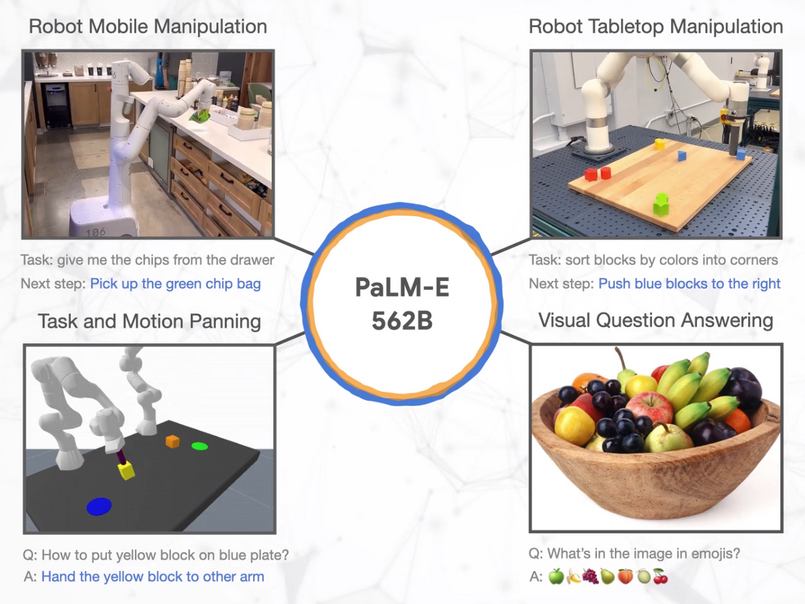 Robot Mobile Manipulation
Robot Tabletop Manipulation
106
Task: give me the chips from the drawer
Next step: Pick up the green chip bag
Task: sort blocks by colors into corners
Next step: Push blue blocks to the right
PaLM-E
562B
Task and Motion Panning
Visual Question Answering
Q: How to put yellow block on blue plate?
A: Hand the yellow block to other arm
Q: What's in the image in emojis?
A: 🍏🍌🍇🍐🍑🍈🍒